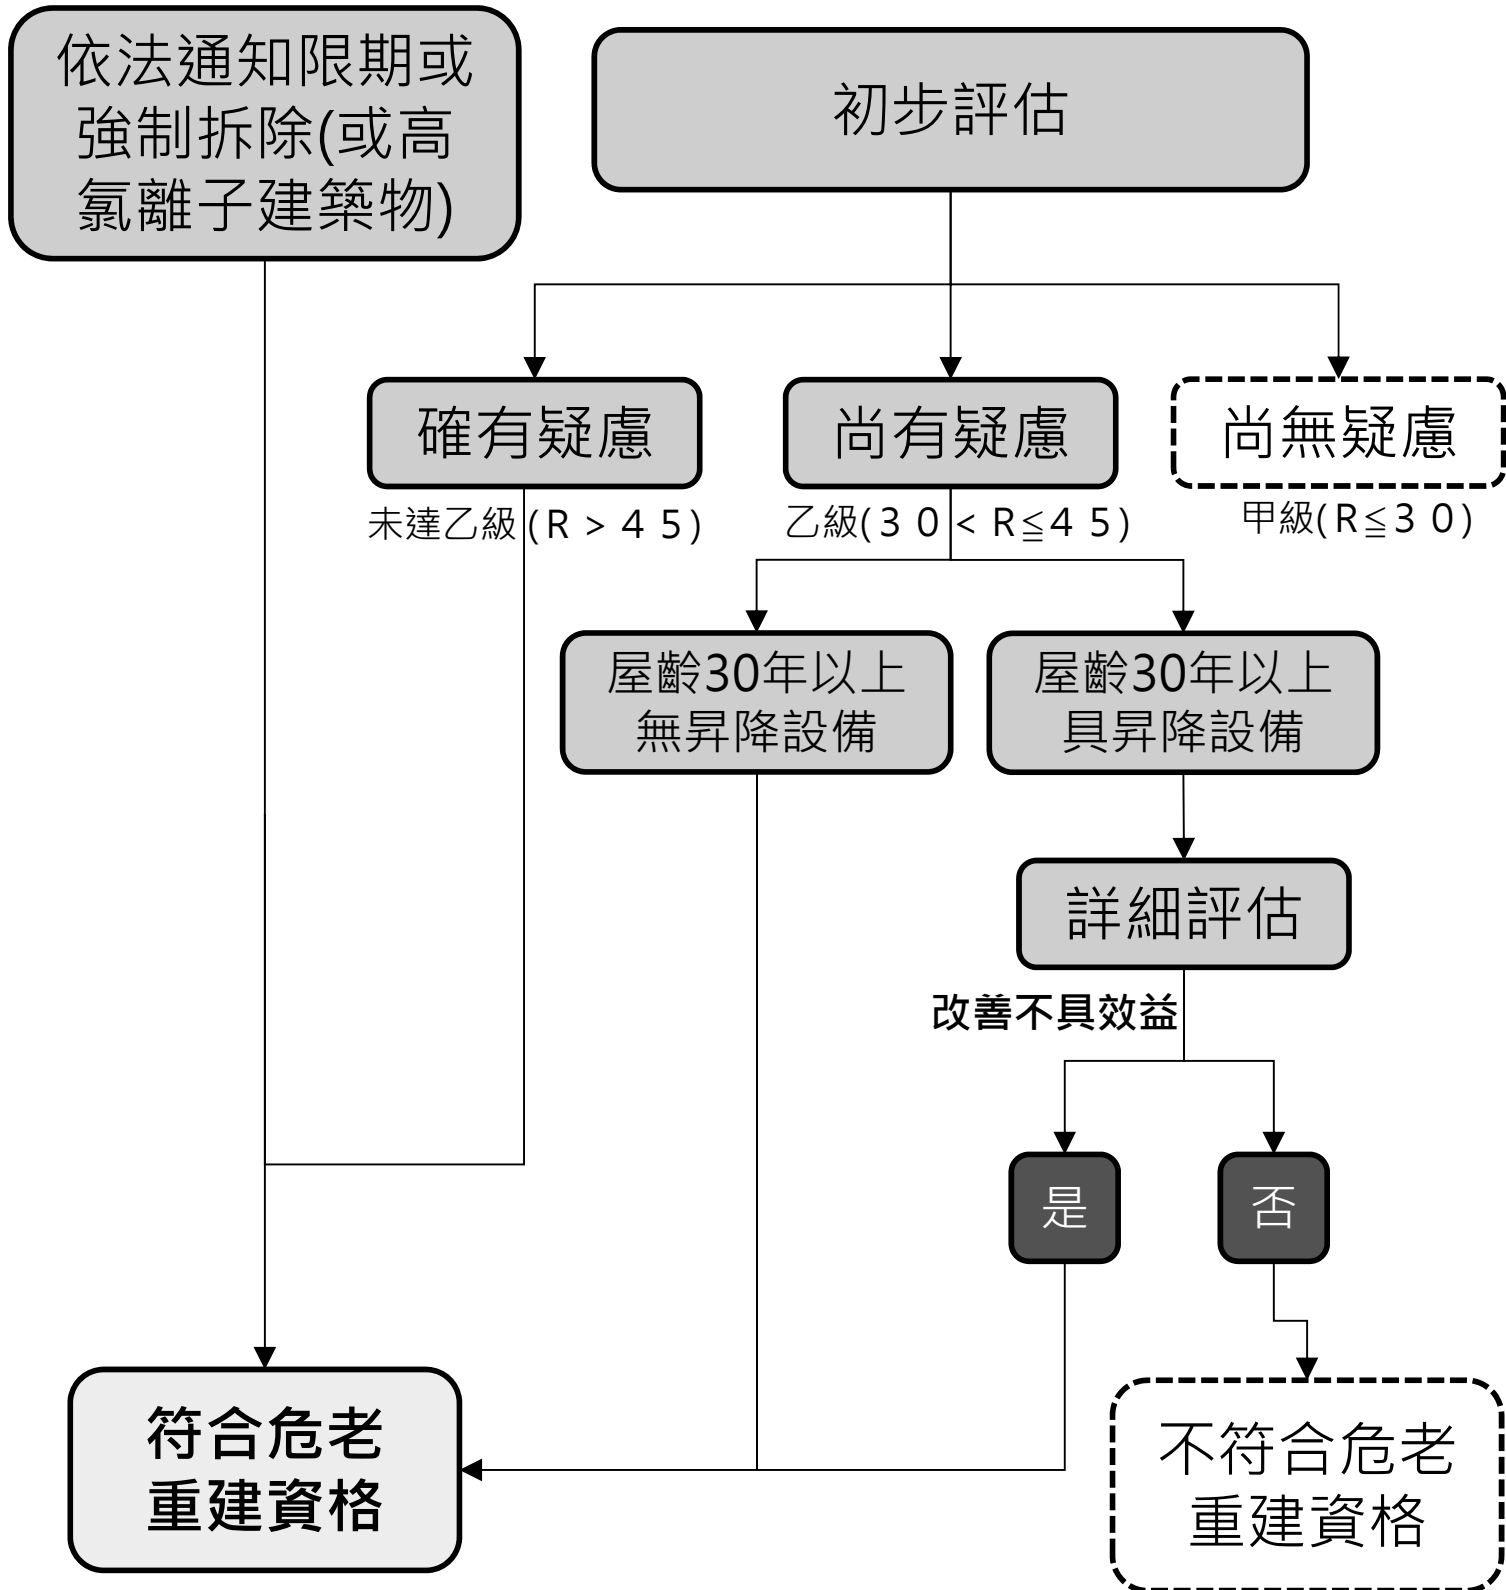 依法通知限期或
強制拆除(或高
氯離子建築物)
初步評估
確有疑慮
未達乙級(R>45)
尚有疑慮
乙級(30<R≦45)
尚無疑慮
甲級(R≦30)
屋齡30年以上
無昇降設備
屋齡30年以上
具昇降設備
詳細評估
改善不具效益
是
否
符合危老
重建資格
不符合危老
重建資格